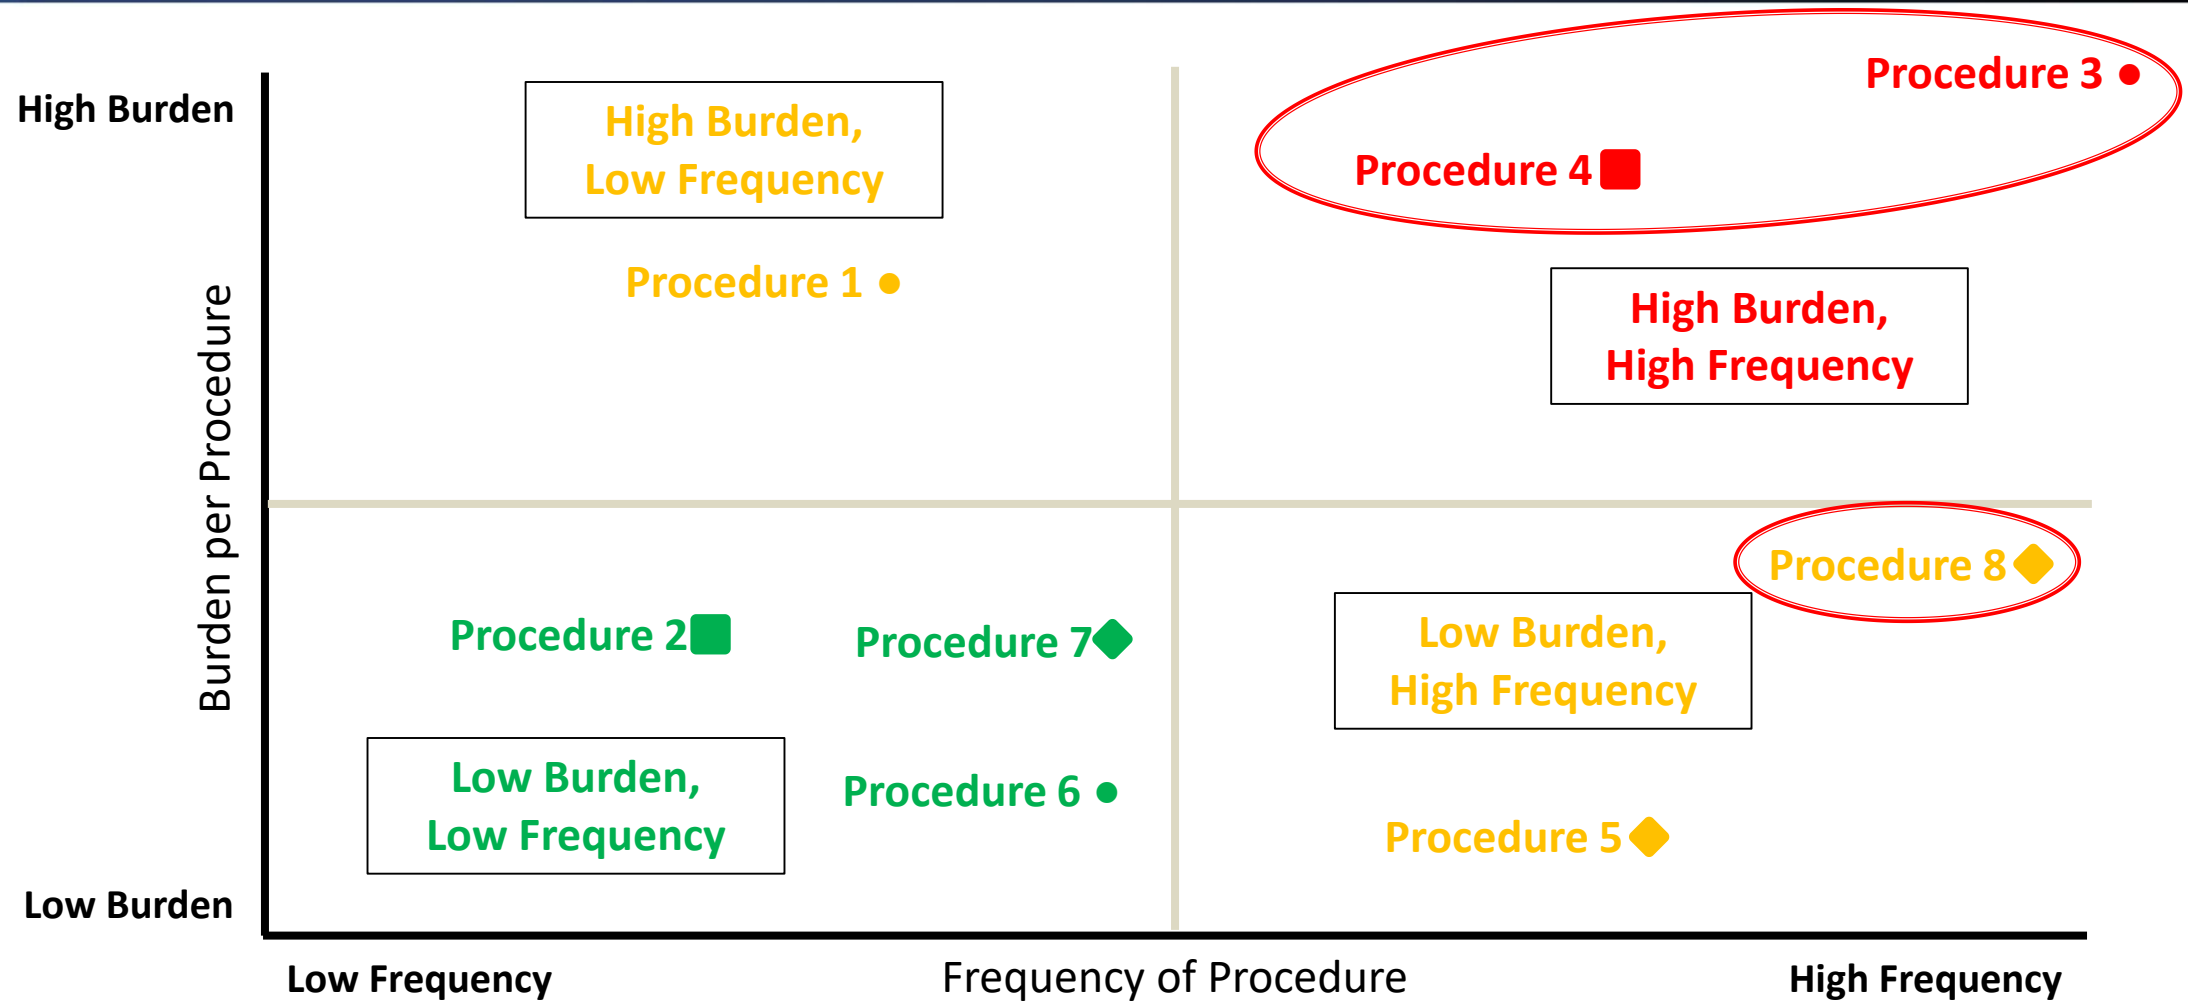 High Burden
High Burden,
Low Frequency
Procedure 1
Procedure 3
Procedure 4
High Burden,
High Frequency
Burden per Procedure
Procedure 2
Procedure 7
Low Burden,
Low Frequency
Procedure 6
Procedure 8
Low Burden,
High Frequency
Procedure 5
Low Burden
Low Frequency
Frequency of Procedure
High Frequency